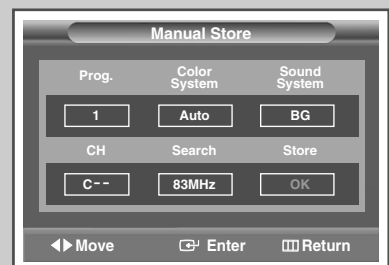 Manual Store
Prog. Color System Sound System
1 Auto BG
CH Search Store
C-- 83MHz OK
Move Enter Return